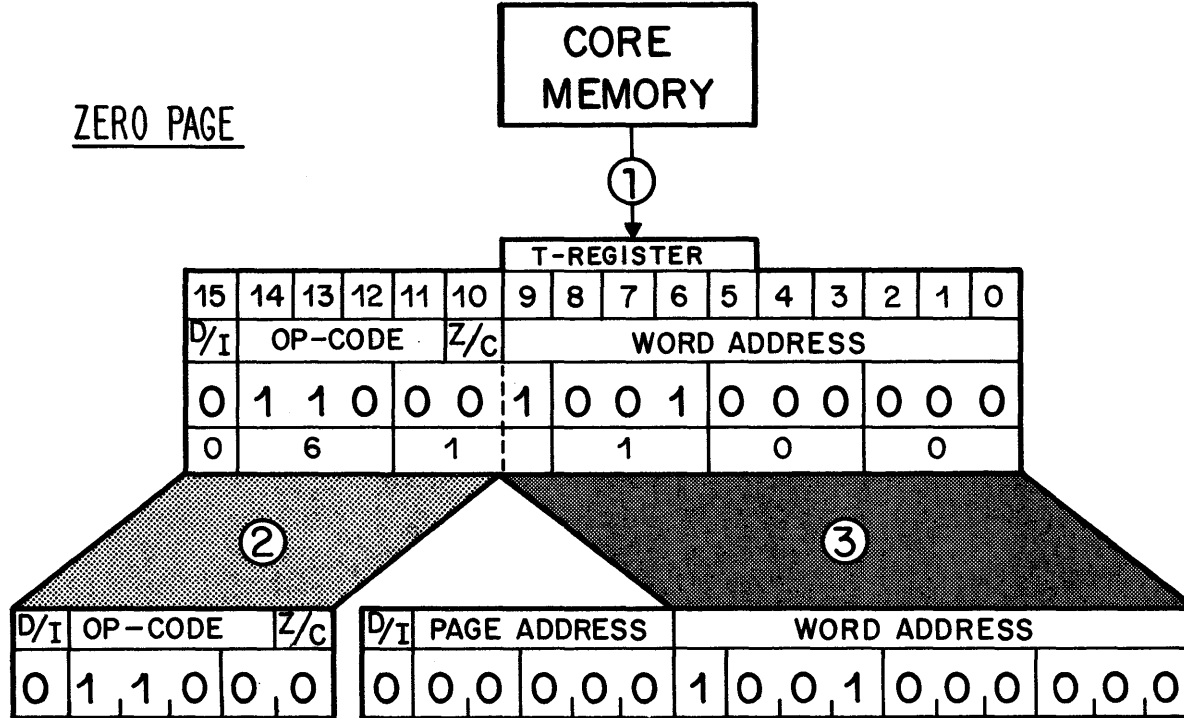 CORE
MEMORY
ZERO PAGE
1
T-REGISTER
15 14 13 12 11 10 9 8 7 6 5 4 3 2 1 0
D/I OP-CODE Z/C WORD ADDRESS
0 1 1 0 0 0 1 0 0 1 0 0 0 0 0 0
0 6 1 1 0 0
2 3
D/I OP-CODE Z/C D/I PAGE ADDRESS WORD ADDRESS
0 1 1 0 0 0 0 0 0 0 0 0 1 0 0 1 0 0 0 0 0 0